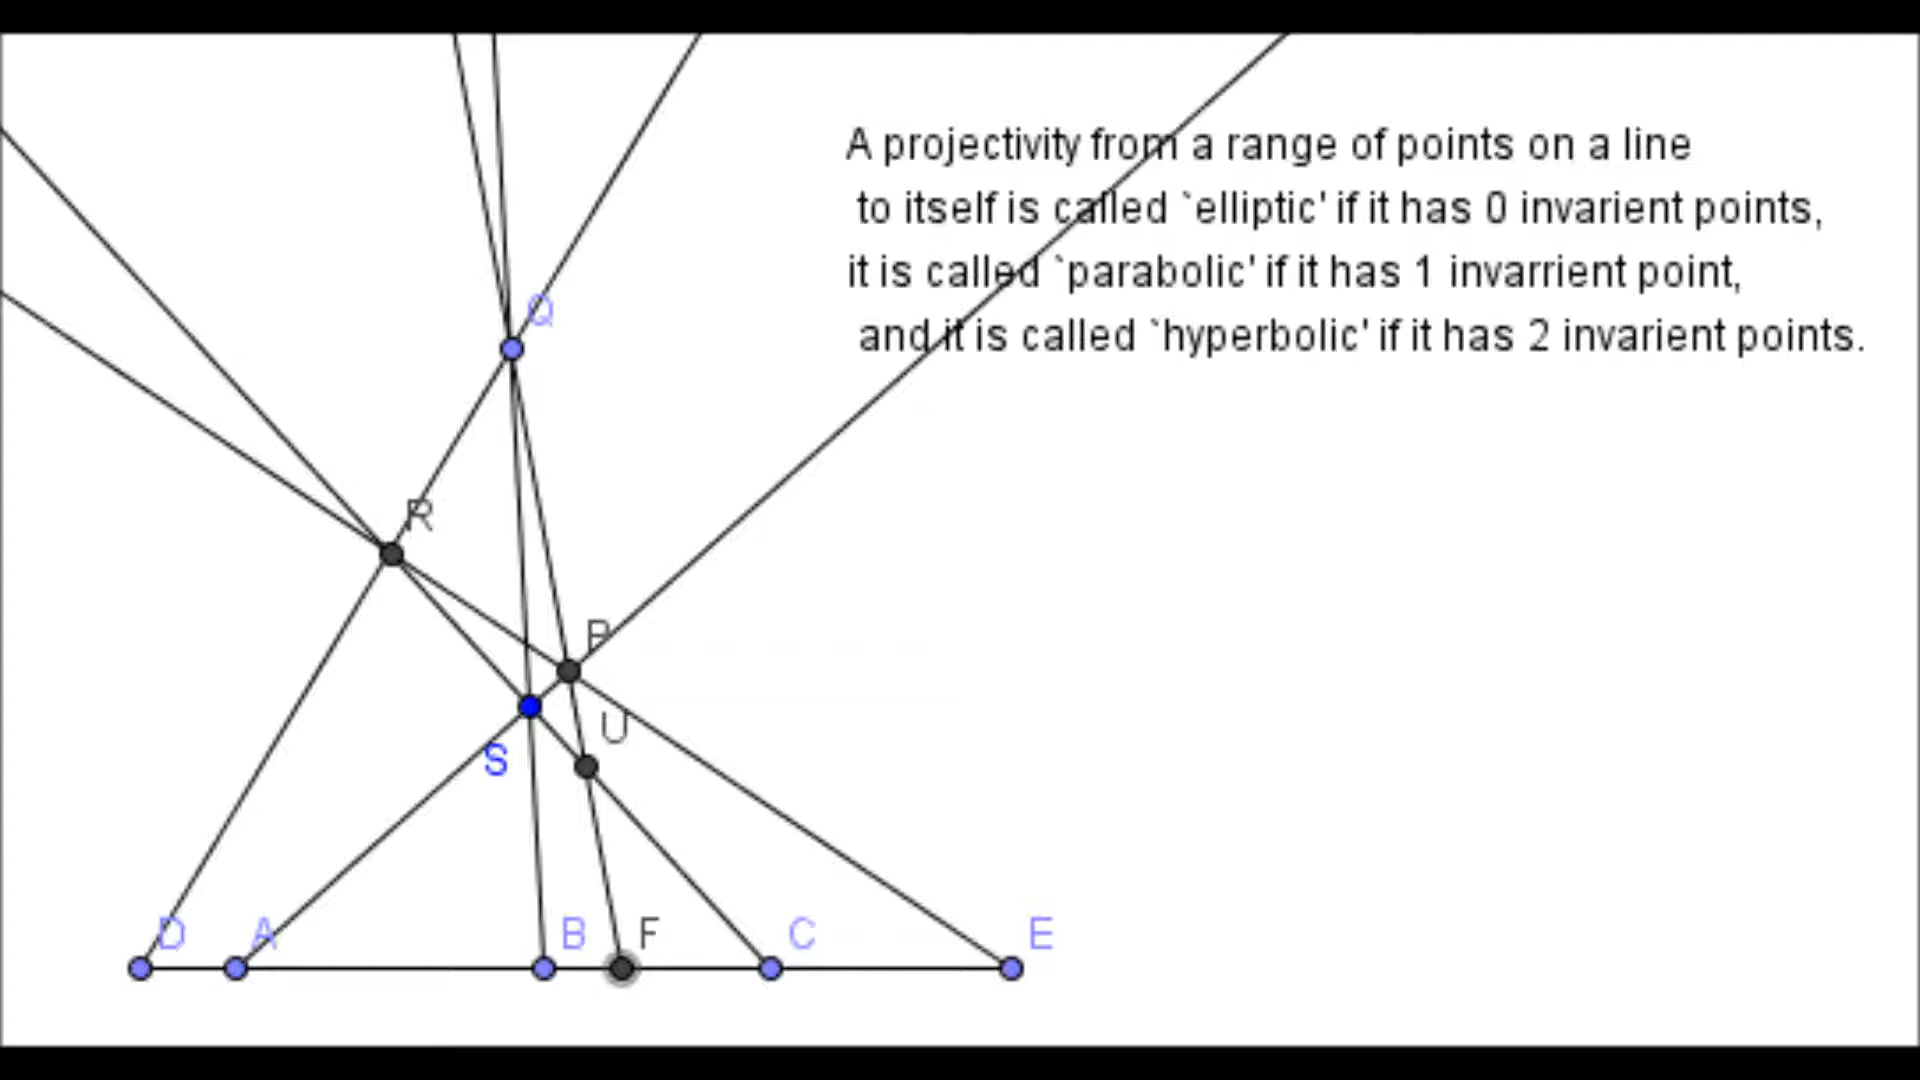 A projectivity from a range of points on a line
to itself is called `elliptic' if it has 0 invarient points,
it is called `parabolic' if it has 1 invarrient point,
and it is called `hyperbolic' if it has 2 invarient points.
Q
R
P
U
S
D A B F C E